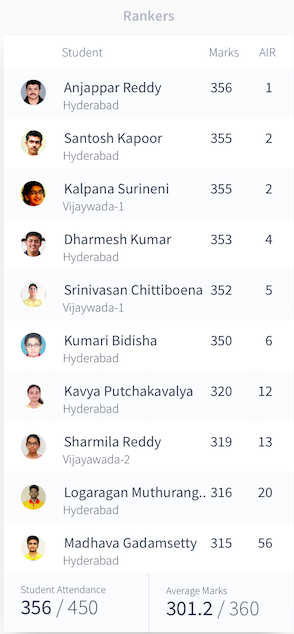 Rankers
Student Marks AIR
Anjappar Reddy 356 1
Hyderabad
Santosh Kapoor 355 2
Hyderabad
Kalpana Surineni 355 2
Vijaywada-1
Dharmesh Kumar 353 4
Hyderabad
Srinivasan Chittiboena 352 5
Vijaywada-1
Kumari Bidisha 350 6
Hyderabad
Kavya Putchakavalya 320 12
Hyderabad
Sharmila Reddy 319 13
Vijayawada-2
Logaragan Muthurang.. 316 20
Hyderabad
Madhava Gadamsetty 315 56
Hyderabad
Student Attendance Average Marks
356 / 450 301.2 / 360